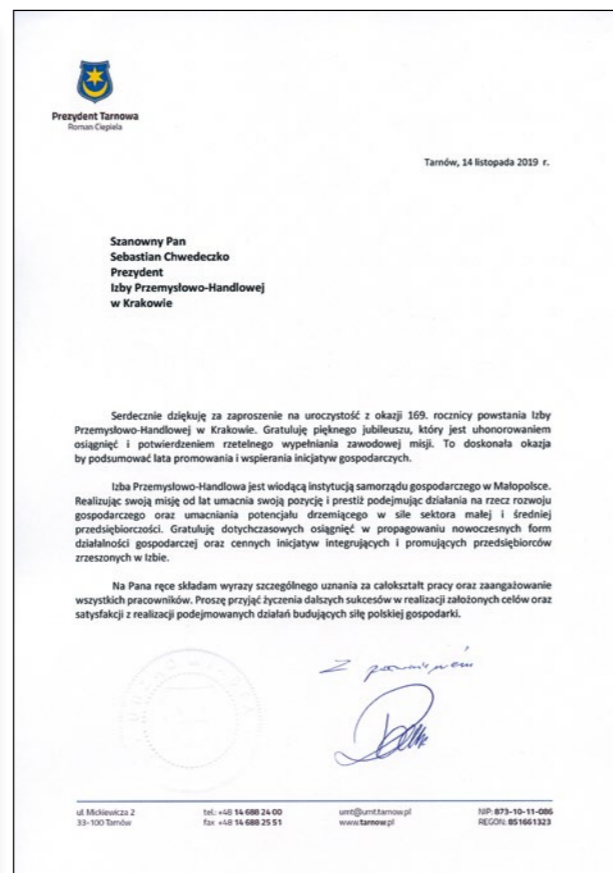 Prezydent Tarnowa
Roman Ciepiela
Tarnów, 14 listopada 2019 r.
Szanowny Pan
Sebastian Chwedeczko
Prezydent
Izby Przemysłowo-Handlowej
w Krakowie
Serdecznie dziękuję za zaproszenie na uroczystość z okazji 169. rocznicy powstania Izby
Przemysłowo-Handlowej w Krakowie. Gratuluję pięknego jubileuszu, który jest uhonorowaniem
osiągnięć i potwierdzeniem rzetelnego wypełniania zawodowej misji. To doskonała okazja
by podsumować lata promowania i wspierania inicjatyw gospodarczych.
Izba Przemysłowo-Handlowa jest wiodącą instytucją samorządu gospodarczego w Małopolsce.
Realizując swoją misję od lat umacnia swoją pozycję i prestiż podejmując działania na rzecz rozwoju
gospodarczego oraz umacniania potencjału drzemiącego w sile sektora małej i średniej
przedsiębiorczości. Gratuluję dotychczasowych osiągnięć w propagowaniu nowoczesnych form
działalności gospodarczej oraz cennych inicjatyw integrujących i promujących przedsiębiorców
zrzeszonych w Izbie.
Na Pana ręce składam wyrazy szczególnego uznania za całokształt pracy oraz zaangażowanie
wszystkich pracowników. Proszę przyjąć życzenia dalszych sukcesów w realizacji założonych celów oraz
satysfakcji z realizacji podejmowanych działań budujących siłę polskiej gospodarki.
Z poważaniem
ul. Mickiewicza 2
33-100 Tarnów
tel.: +48 14 688 24 00
fax +48 14 688 25 51
umt@umt.tarnow.pl
www.tarnow.pl
NIP: 873-10-11-086
REGON: 851661323